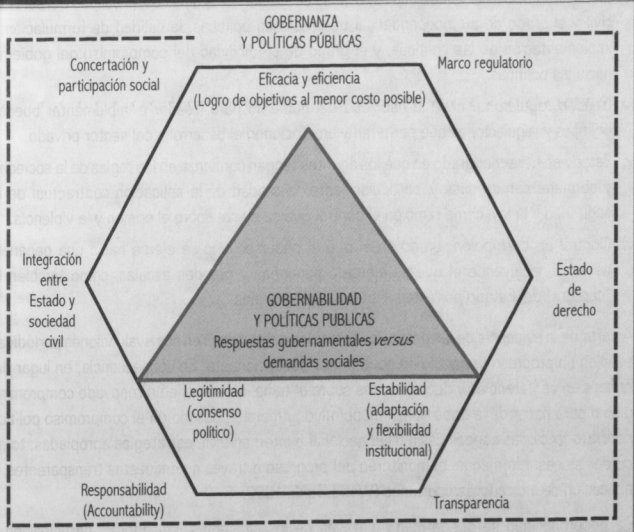 GOBERNANZA
Y POLÍTICAS PÚBLICAS
Concertación y
participación social
Marco regulatorio
Eficacia y eficiencia
(Logro de objetivos al menor costo posible)
Integración
entre
Estado y
sociedad
civil
Estado
de
derecho
GOBERNABILIDAD
Y POLÍTICAS PUBLICAS
Respuestas gubernamentales versus
demandas sociales
Legitimidad
(consenso
político)
Estabilidad
(adaptación
y flexibilidad
institucional)
Responsabilidad
(Accountability)
Transparencia